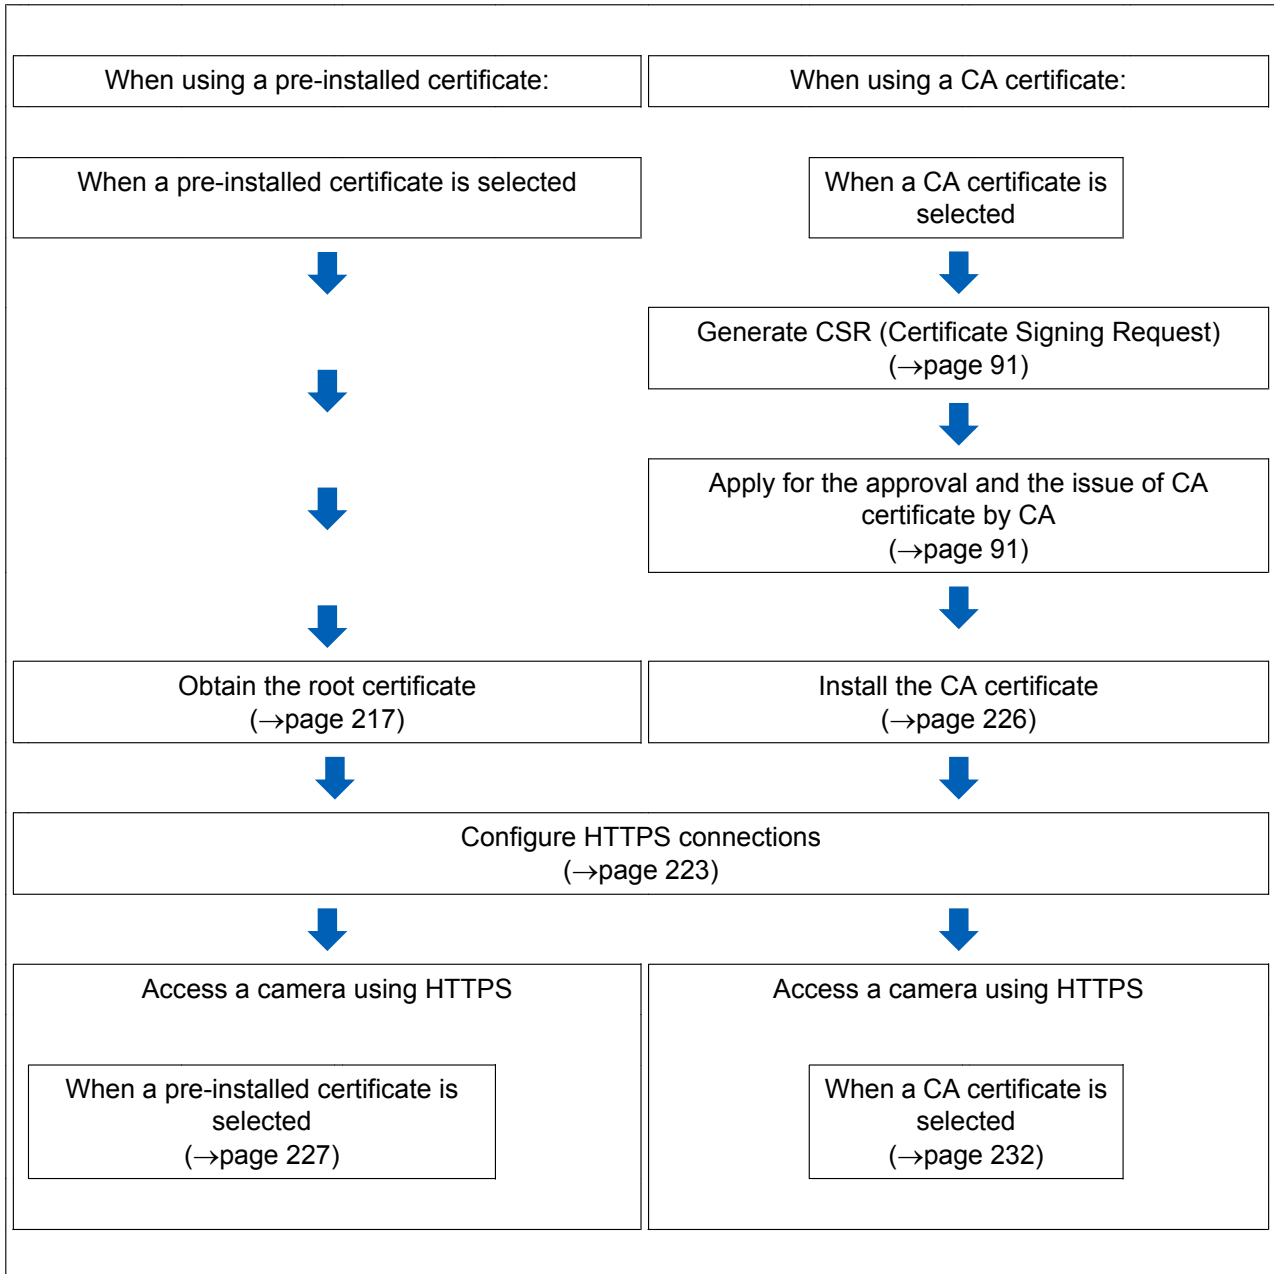 When using a pre-installed certificate:
When using a CA certificate:
When a pre-installed certificate is selected
When a CA certificate is
selected
Generate CSR (Certificate Signing Request)
(→page 91)
Apply for the approval and the issue of CA
certificate by CA
(→page 91)
Obtain the root certificate
(→page 217)
Install the CA certificate
(→page 226)
Configure HTTPS connections
(→page 223)
Access a camera using HTTPS
When a pre-installed certificate is
selected
(→page 227)
Access a camera using HTTPS
When a CA certificate is
selected
(→page 232)